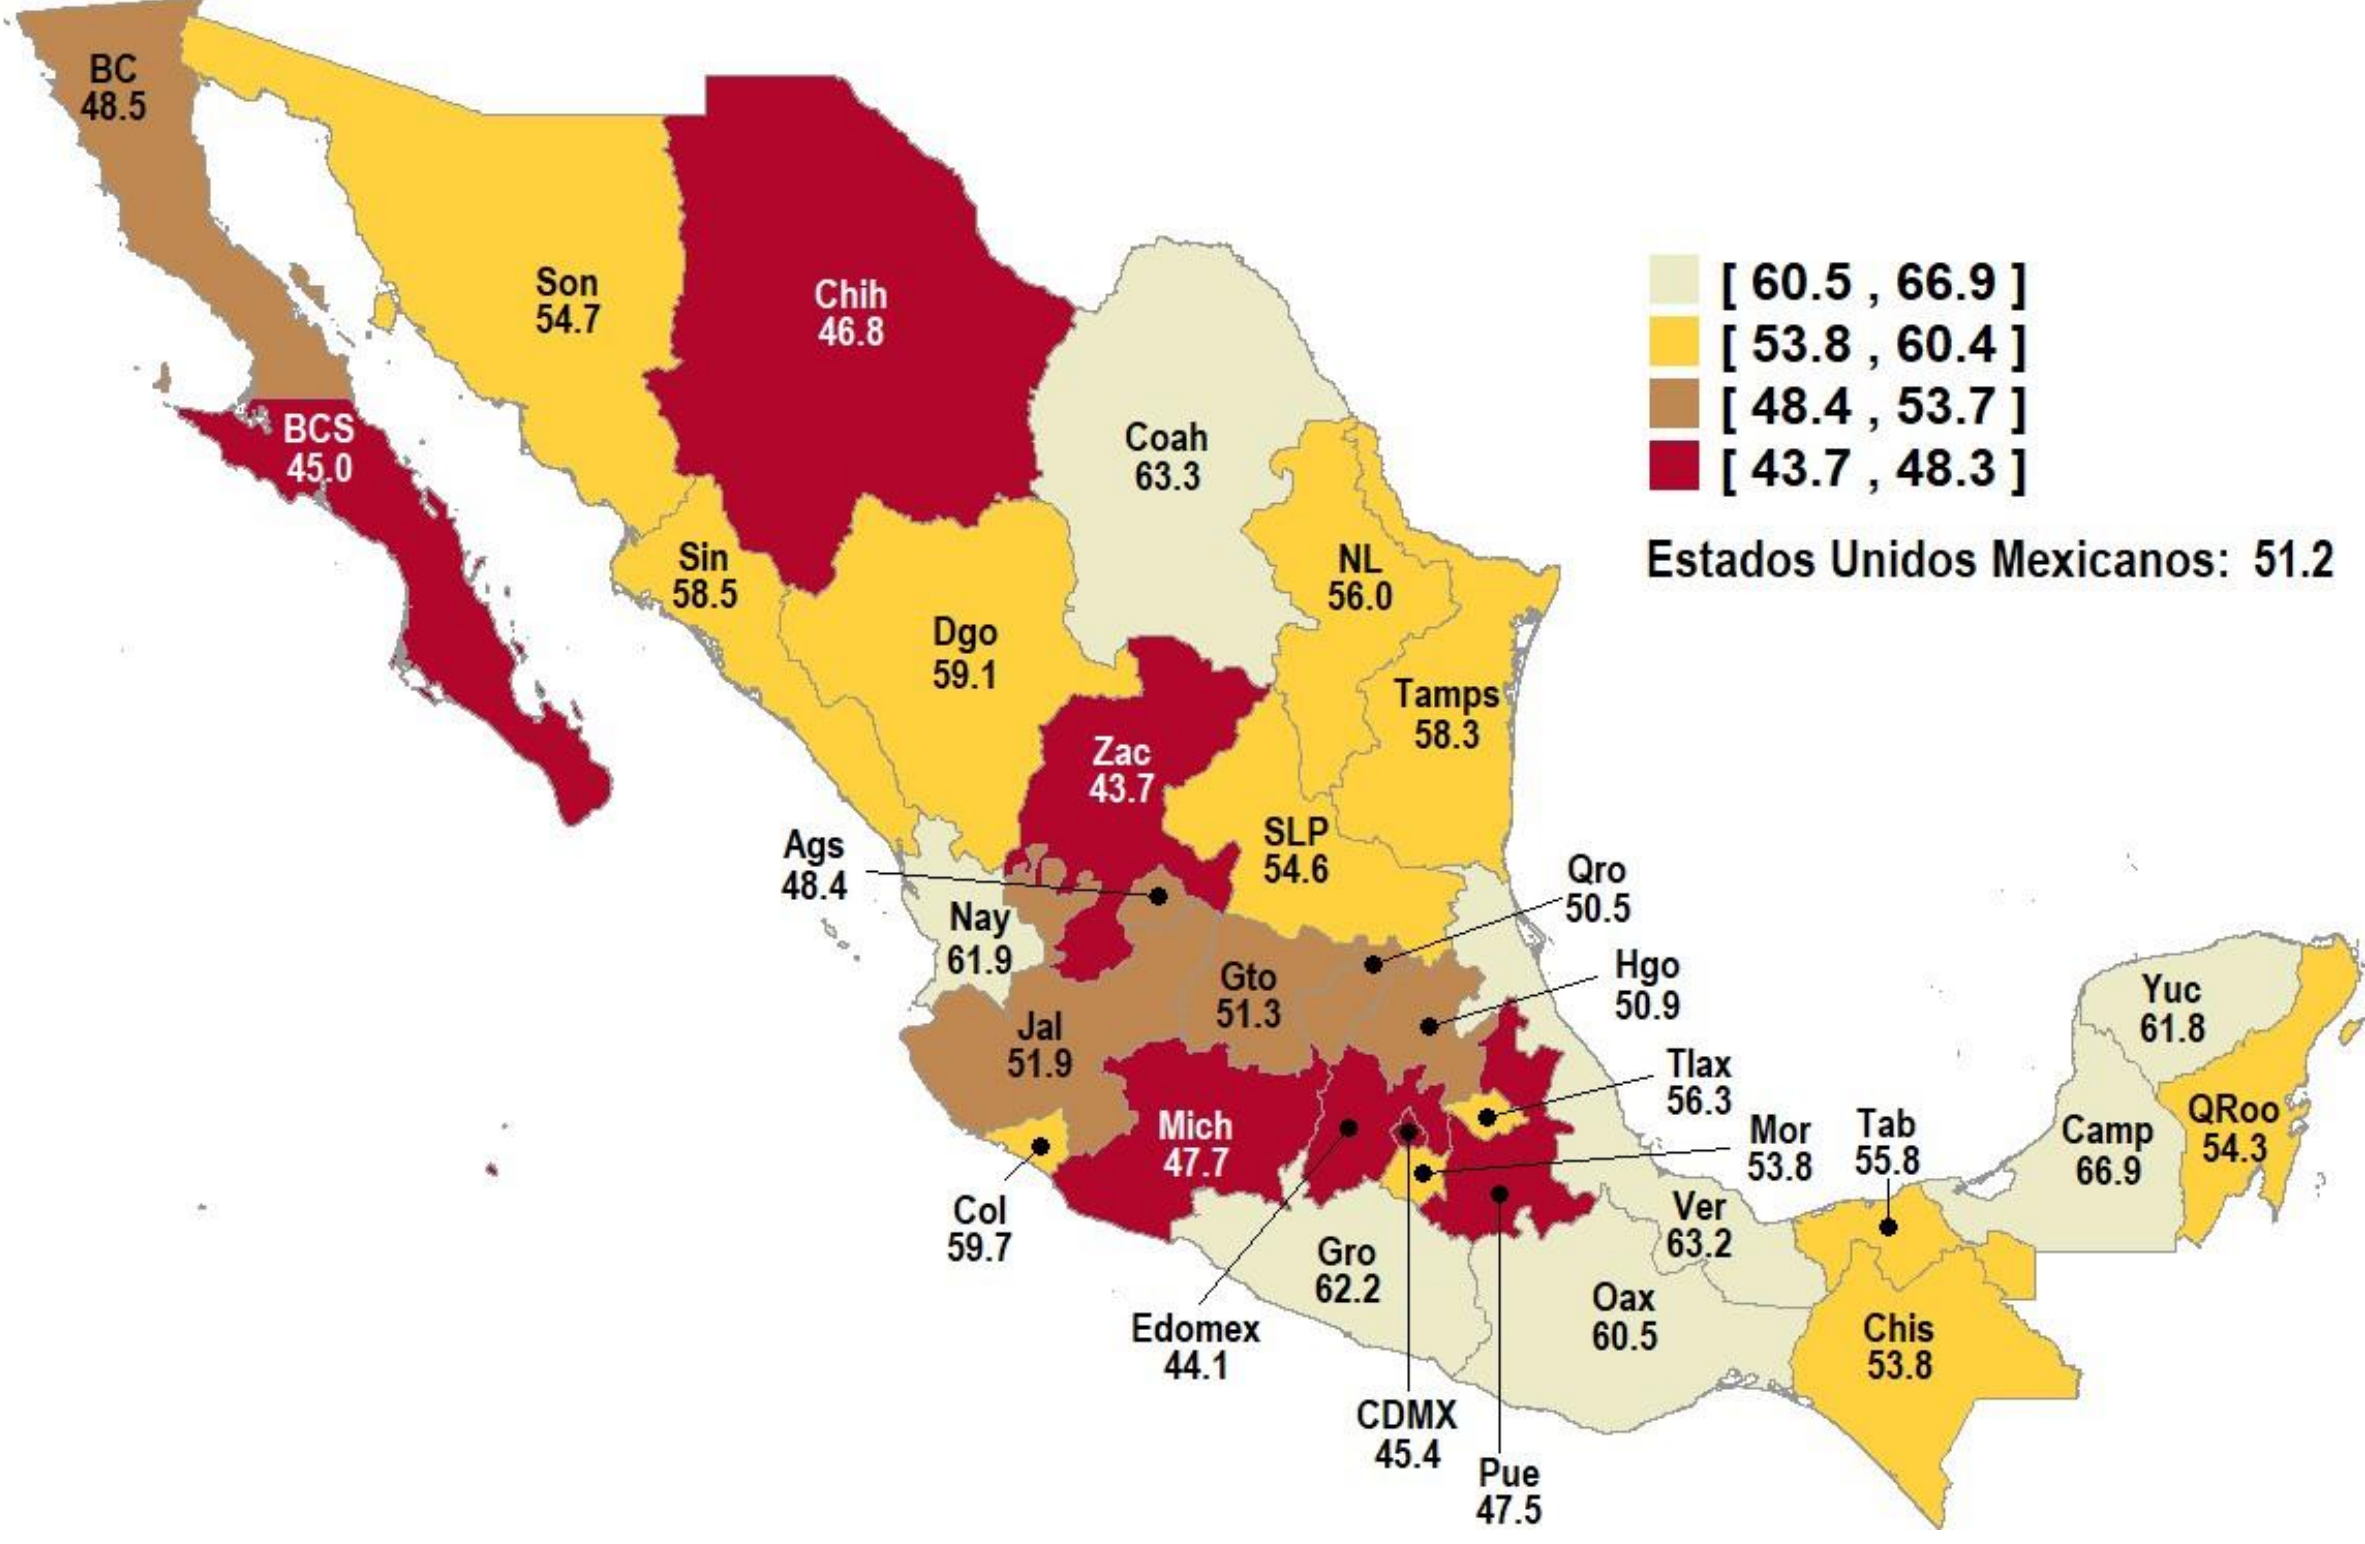 BC
48.5
Son
54.7
Chih
46.8
BCS
45.0
Coah
63.3
[ 60.5 , 66.9 ]
[ 53.8 , 60.4 ]
[ 48.4 , 53.7 ]
[ 43.7 , 48.3 ]
Estados Unidos Mexicanos: 51.2
Sin
58.5
NL
56.0
Dgo
59.1
Tamps
58.3
Zac
43.7
Ags
48.4
SLP
54.6
Qro
50.5
Nay
61.9
Gto
51.3
Hgo
50.9
Yuc
61.8
Jal
51.9
Tlax
56.3
Mich
47.7
Mor
53.8
Tab
55.8
Camp
66.9
QRoo
54.3
Col
59.7
Ver
63.2
Gro
62.2
Edomex
44.1
Oax
60.5
Chis
53.8
CDMX
45.4
Pue
47.5